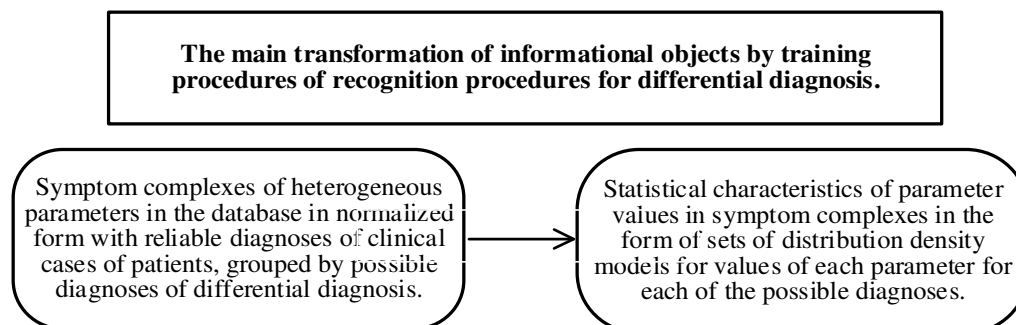 The main transformation of informational objects by training
procedures of recognition procedures for differential diagnosis.
Symptom complexes of heterogeneous
parameters in the database in normalized
form with reliable diagnoses of clinical
cases of patients, grouped by possible
diagnoses of differential diagnosis.
Statistical characteristics of parameter
values in symptom complexes in the
form of sets of distribution density
models for values of each parameter for
each of the possible diagnoses.